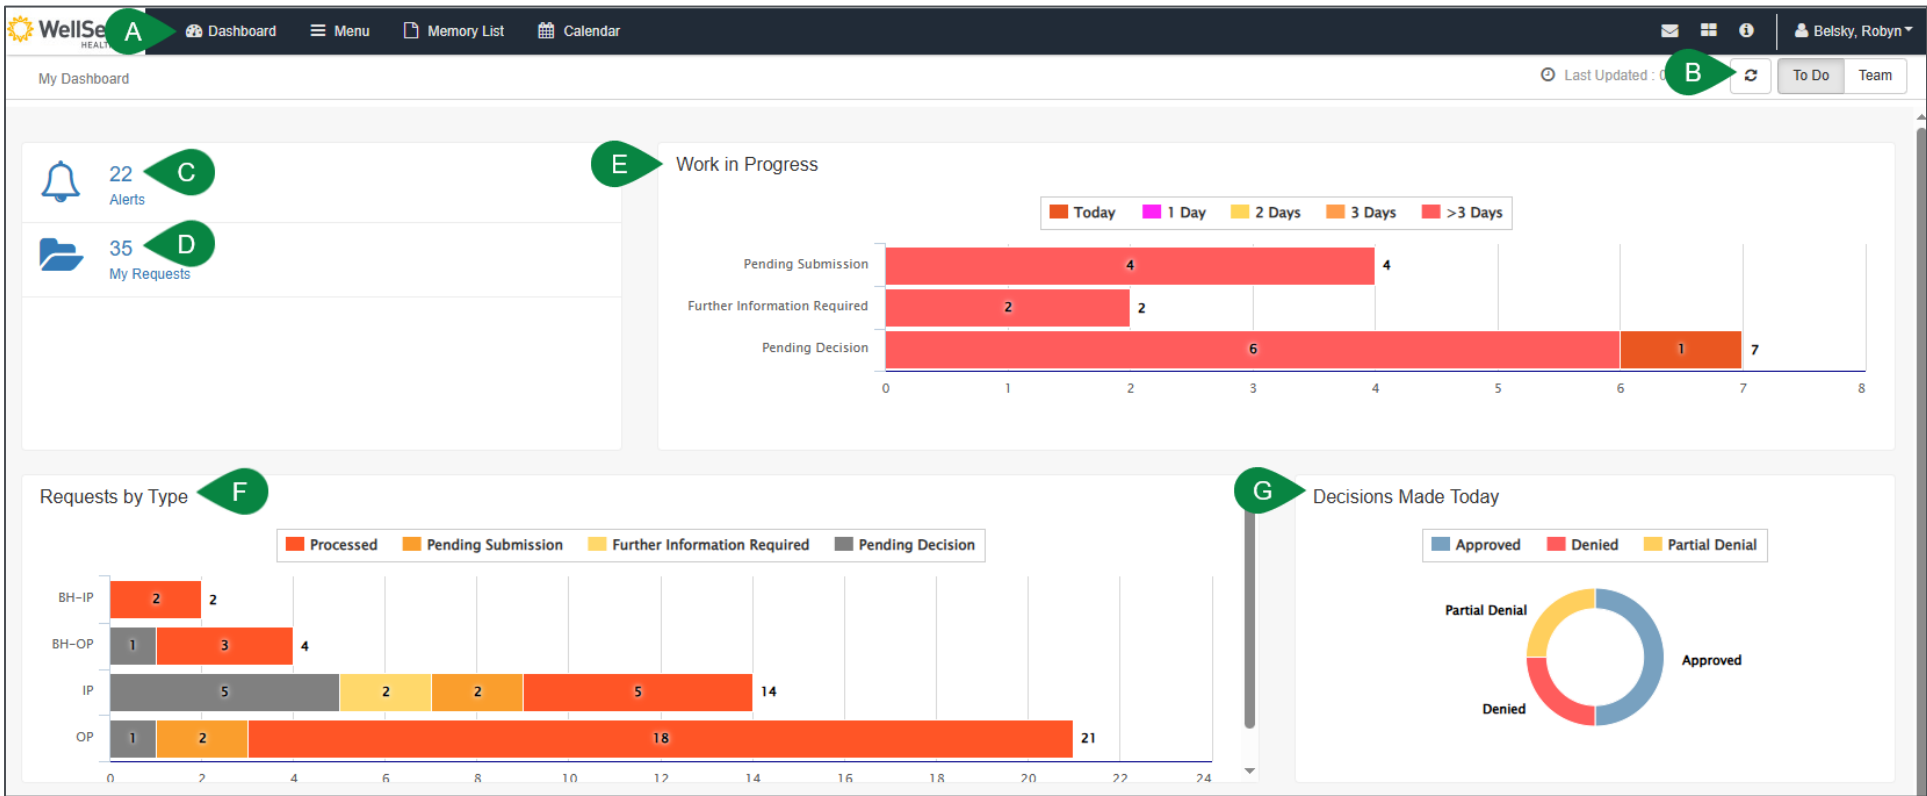 WellSe A Dashboard Menu Memory List Calendar Belsky, Robyn
HEALT
My Dashboard Last Updated : B To Do Team
22 C
Alerts
35 D
My Requests
E Work in Progress
Today 1 Day 2 Days 3 Days >3 Days
Pending Submission 4 4
Further Information Required 2 2
Pending Decision 6 1 7
0 1 2 3 4 5 6 7 8
Requests by Type F
Processed Pending Submission Further Information Required Pending Decision
BH-IP 2 2
BH-OP 1 3 4
IP 5 2 2 5 14
OP 1 2 18 21
0 2 4 6 8 10 12 14 16 18 20 22 24
G Decisions Made Today
Approved Denied Partial Denial
Partial Denial
Approved
Denied